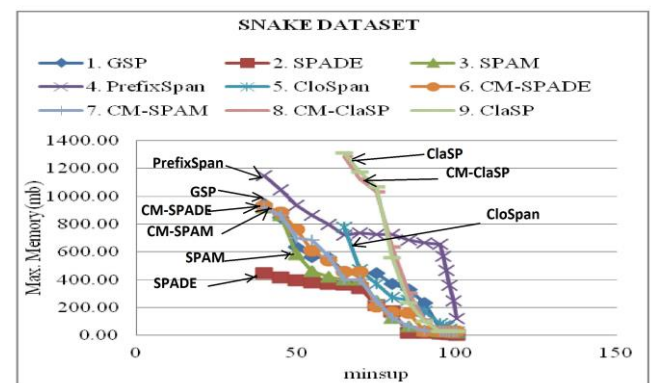 SNAKE DATASET
1. GSP 2. SPADE 3. SPAM
4. PrefixSpan 5. CloSpan 6. CM-SPADE
7. CM-SPAM 8. CM-ClaSP 9. ClaSP
Max. Memory(mb)
1400.00
1200.00
1000.00
800.00
600.00
400.00
200.00
0.00
PrefixSpan
GSP
CM-SPADE
CM-SPAM
SPAM
SPADE
ClaSP
CM-ClaSP
CloSpan
0 50 100 150
minsup